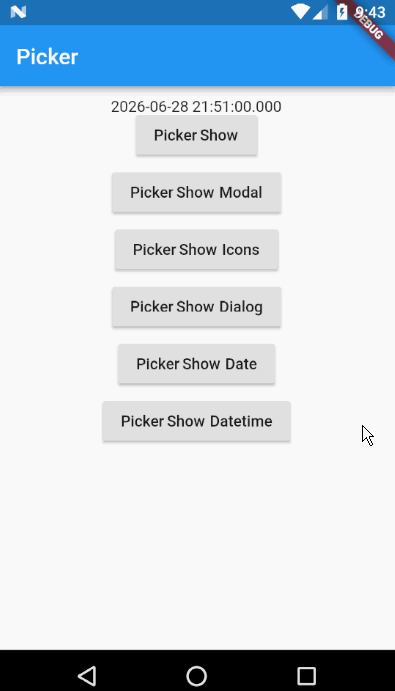 9:43
DEBUG
Picker
2026-06-28 21:51:00.000
Picker Show
Picker Show Modal
Picker Show Icons
Picker Show Dialog
Picker Show Date
Picker Show Datetime